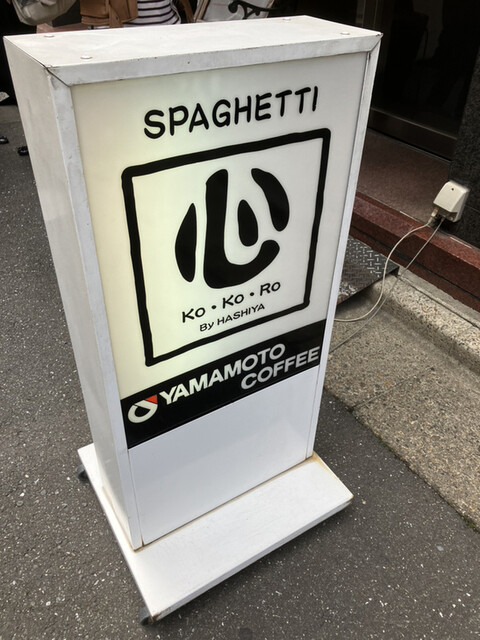 SPAGHETTI
心
Ko・Ko・Ro
By HASHIYA
YAMAMOTO
COFFEE